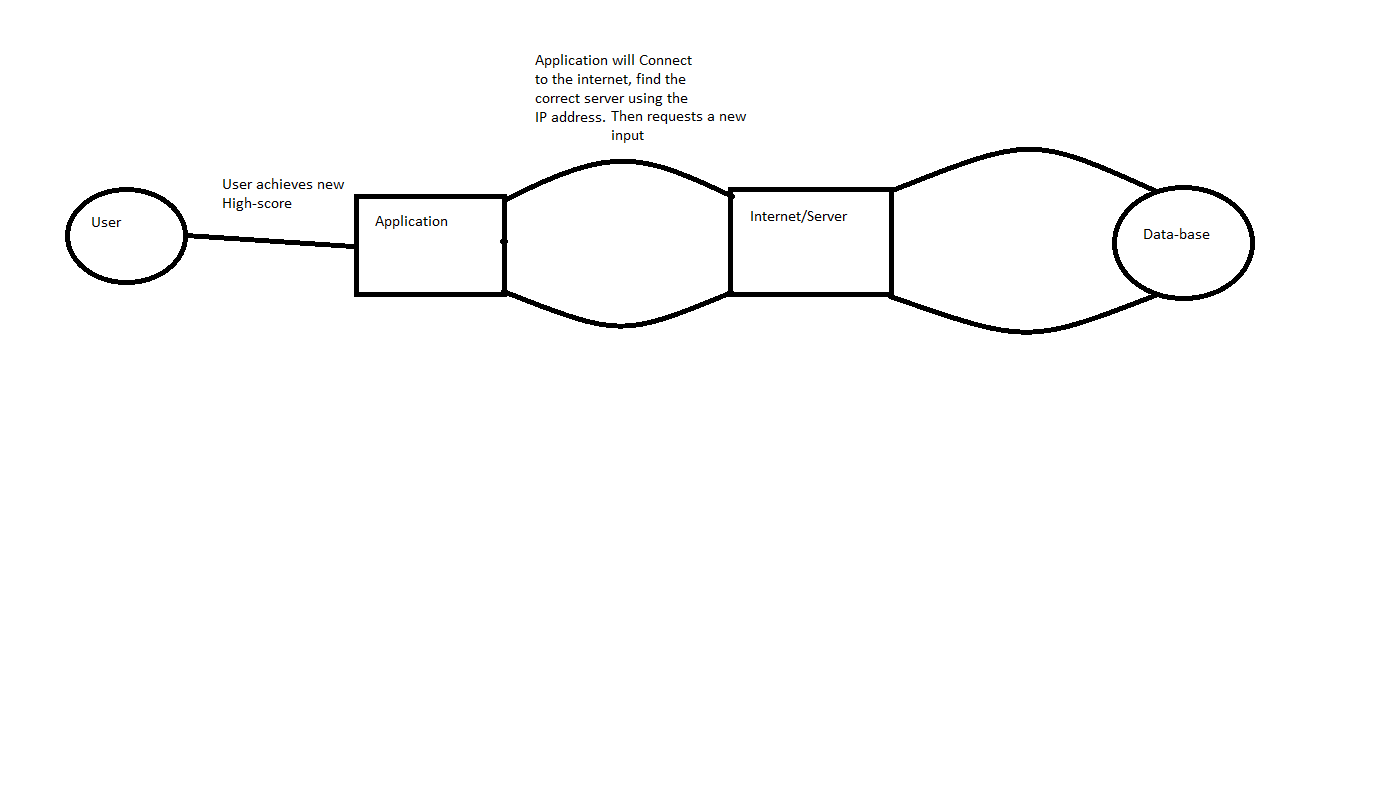 Application will Connect
to the internet, find the
correct server using the
IP address. Then requests a new
input
User achieves new
High-score
User
Application
Internet/Server
Data-base